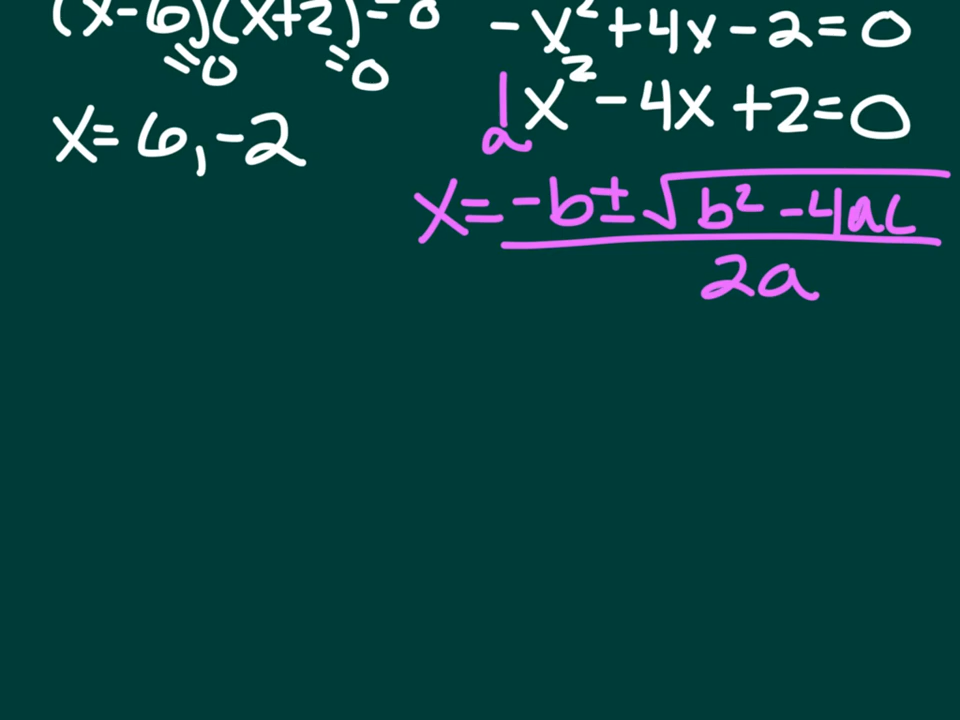 (x-6)(x+2)=0
=0 =0
x= 6, -2
-x²+4x-2=0
1x²-4x+2=0
a
x= -b±√b²-4ac
2a